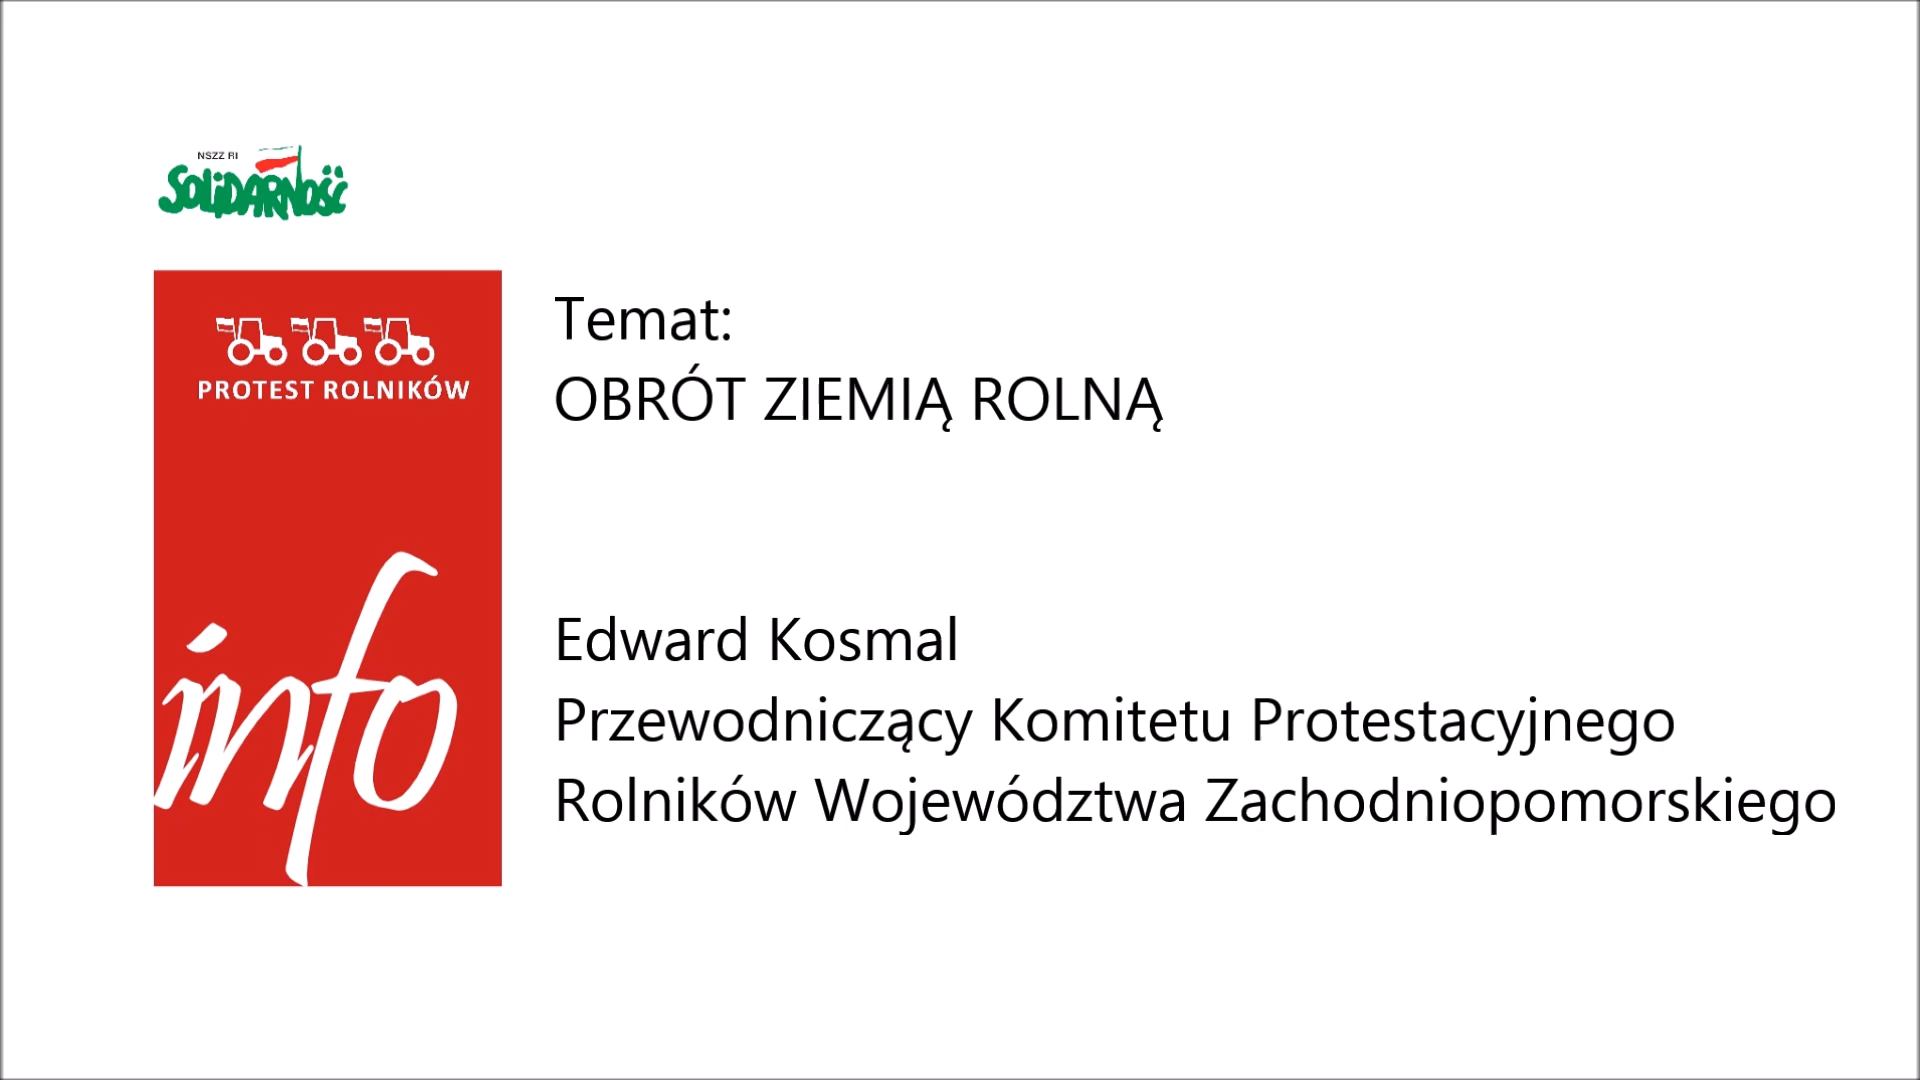 NSZZ RI
SOLIDARNOŚĆ
PROTEST ROLNIKÓW
info
Temat:
OBRÓT ZIEMIĄ ROLNĄ
Edward Kosmal
Przewodniczący Komitetu Protestacyjnego
Rolników Województwa Zachodniopomorskiego